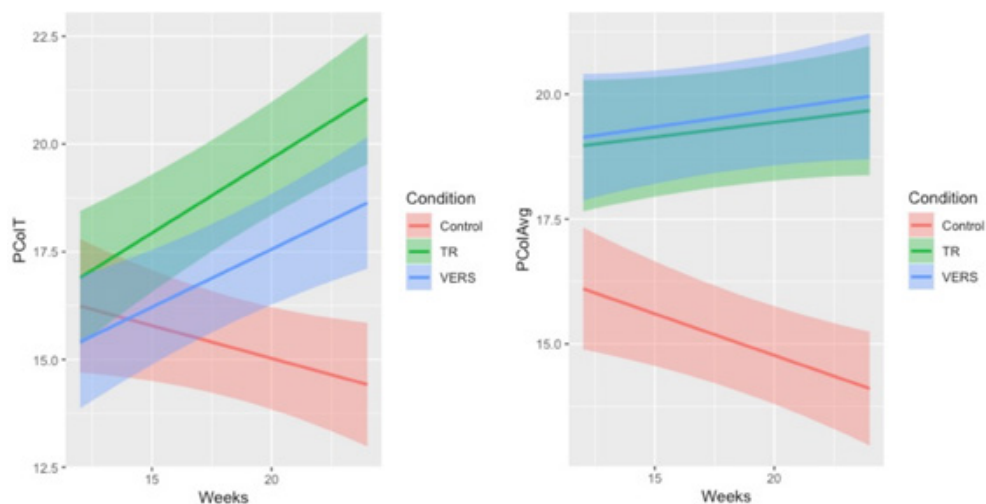 PColT
22.5
20.0
17.5
15.0
12.5
15
20
Weeks
Condition
Control
TR
VERS
PColAvg
20.0
17.5
15.0
15
20
Weeks
Condition
Control
TR
VERS